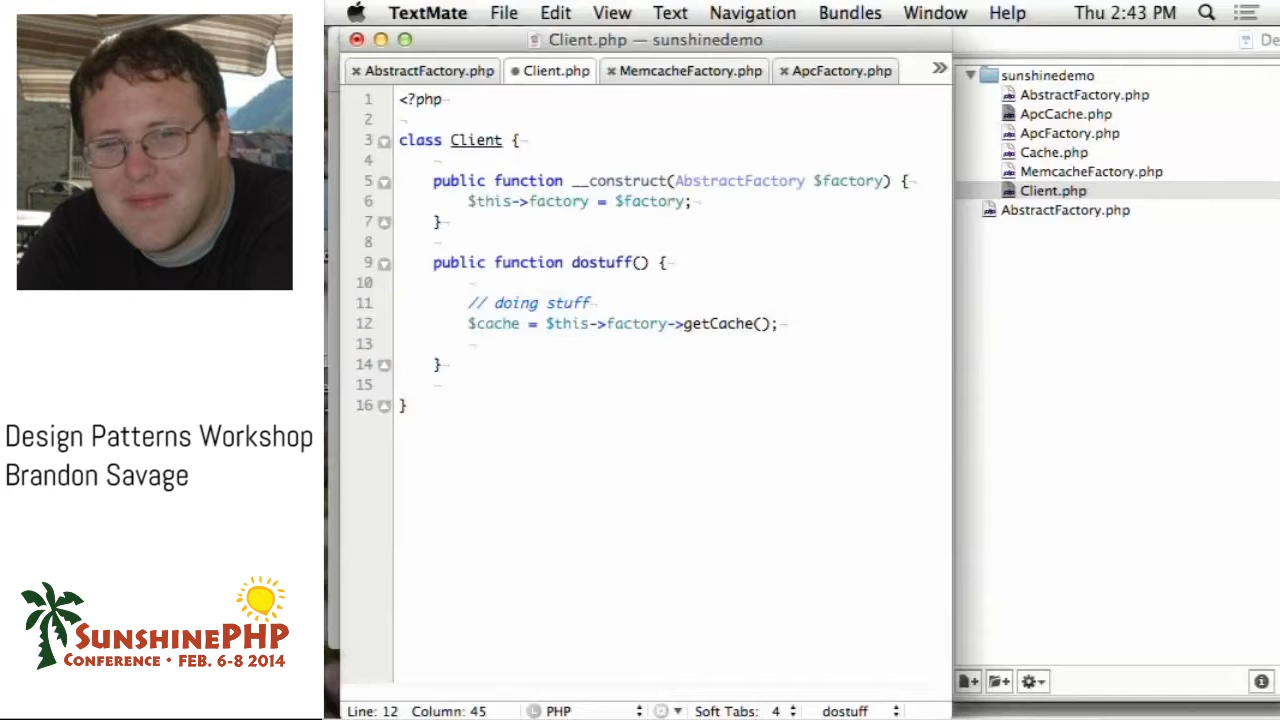 TextMate File Edit View Text Navigation Bundles Window Help Thu 2:43 PM
Client.php — sunshinedemo
AbstractFactory.php Client.php MemcacheFactory.php ApcFactory.php »
De
1 <?php
2
3 class Client {
4
5 public function __construct(AbstractFactory $factory) {
6 $this->factory = $factory;
7 }
8
9 public function dostuff() {
10
11 // doing stuff
12 $cache = $this->factory->getCache();
13
14 }
15
16 }
sunshinedemo
AbstractFactory.php
ApcCache.php
ApcFactory.php
Cache.php
MemcacheFactory.php
Client.php
AbstractFactory.php
Design Patterns Workshop
Brandon Savage
SunshinePHP
Conference • Feb. 6-8 2014
Line: 12 Column: 45 PHP Soft Tabs: 4 dostuff